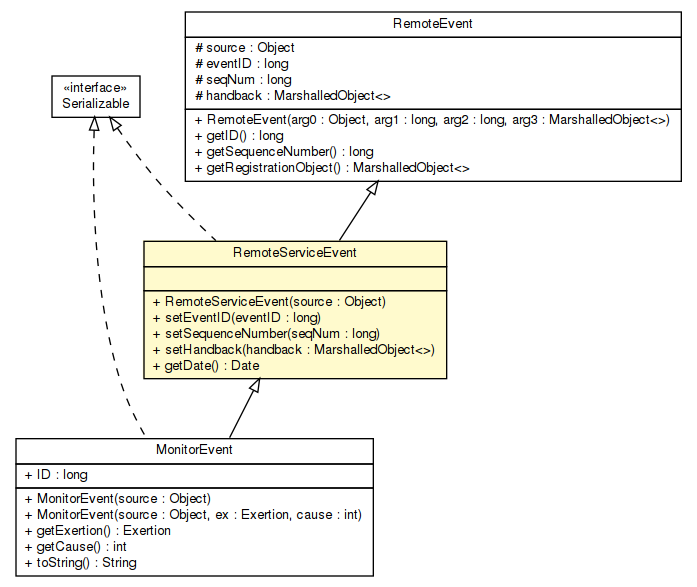 RemoteEvent
# source : Object
# eventID : long
# seqNum : long
# handback : MarshalledObject<>
+ RemoteEvent(arg0 : Object, arg1 : long, arg2 : long, arg3 : MarshalledObject<>)
+ getID() : long
+ getSequenceNumber() : long
+ getRegistrationObject() : MarshalledObject<>
«interface»
Serializable
RemoteServiceEvent
+ RemoteServiceEvent(source : Object)
+ setEventID(eventID : long)
+ setSequenceNumber(seqNum : long)
+ setHandback(handback : MarshalledObject<>)
+ getDate() : Date
MonitorEvent
+ ID : long
+ MonitorEvent(source : Object)
+ MonitorEvent(source : Object, ex : Exertion, cause : int)
+ getExertion() : Exertion
+ getCause() : int
+ toString() : String